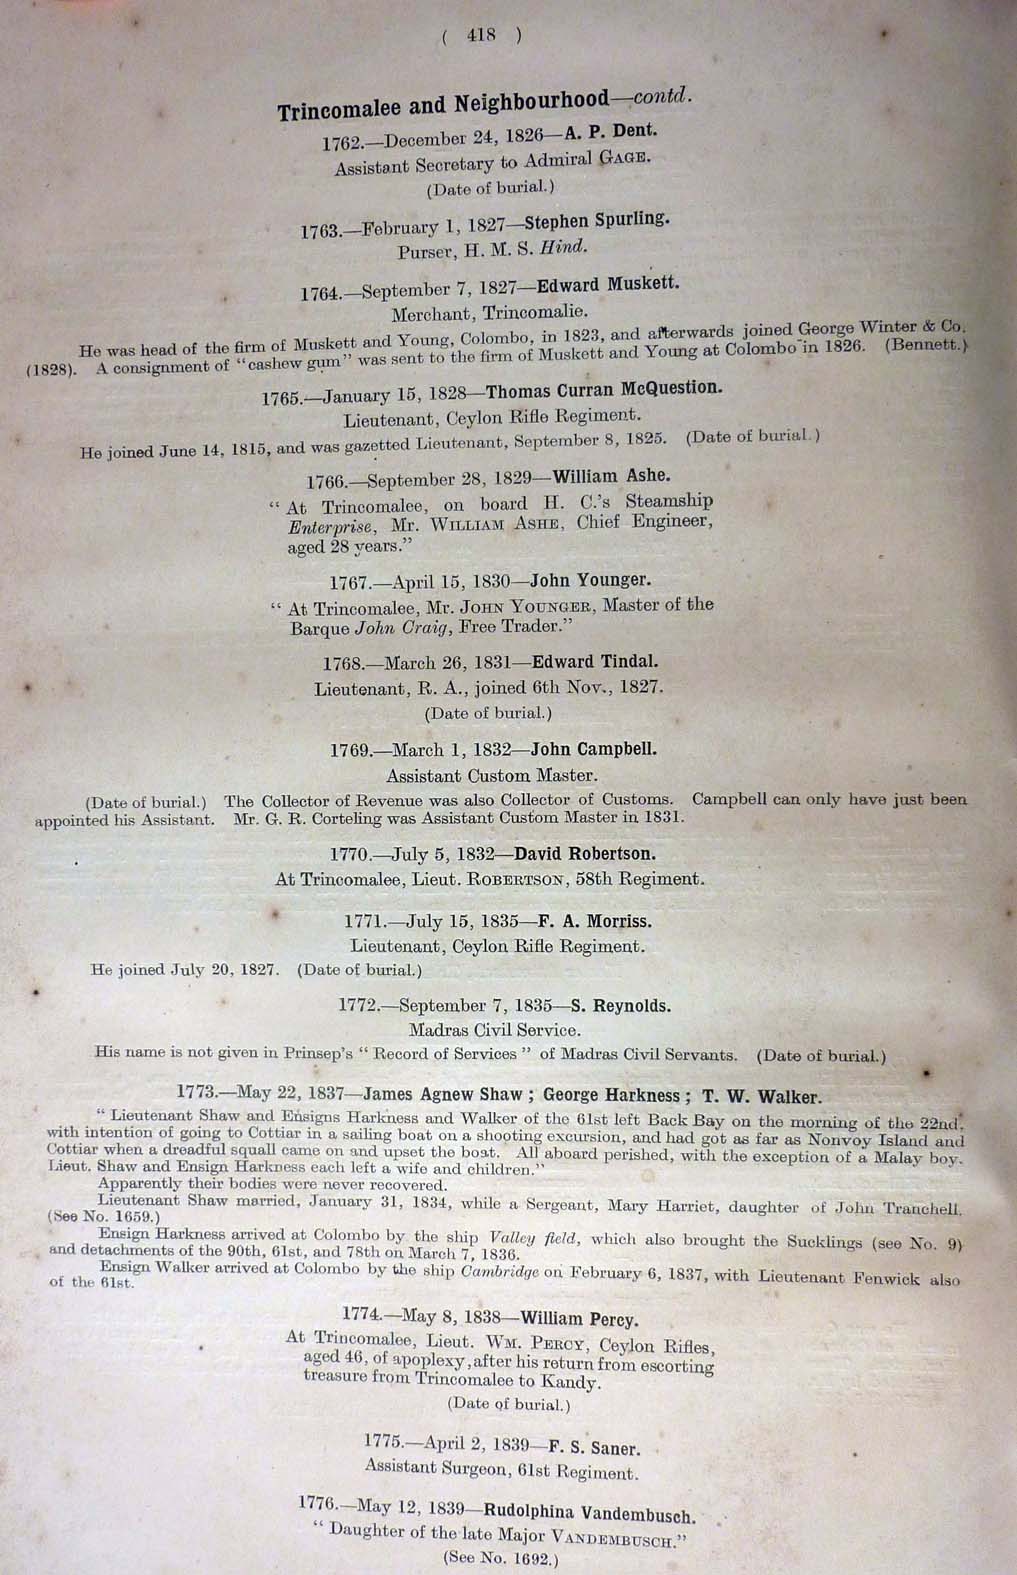 ( 418 )
Trincomalee and Neighbourhood—contd.
1762.—December 24, 1826—A. P. Dent.
Assistant Secretary to Admiral GAGE.
(Date of burial.)
1763.—February 1, 1827—Stephen Spurling.
Purser, H. M. S. Hind.
1764.—September 7, 1827—Edward Muskett.
Merchant, Trincomalie.
He was head of the firm of Muskett and Young, Colombo, in 1823, and afterwards joined George Winter & Co.
(1828). A consignment of "cashew gum" was sent to the firm of Muskett and Young at Colombo in 1826. (Bennett.)
1765.—January 15, 1828—Thomas Curran McQuestion.
Lieutenant, Ceylon Rifle Regiment.
He joined June 14, 1815, and was gazetted Lieutenant, September 8, 1825. (Date of burial.)
1766.—September 28, 1829—William Ashe.
"At Trincomalee, on board H. C.'s Steamship
Enterprise, Mr. WILLIAM ASHE, Chief Engineer,
aged 28 years."
1767.—April 15, 1830—John Younger.
"At Trincomalee, Mr. JOHN YOUNGER, Master of the
Barque John Craig, Free Trader."
1768.—March 26, 1831—Edward Tindal.
Lieutenant, R. A., joined 6th Nov., 1827.
(Date of burial.)
1769.—March 1, 1832—John Campbell.
Assistant Custom Master.
(Date of burial.) The Collector of Revenue was also Collector of Customs. Campbell can only have just been
appointed his Assistant. Mr. G. R. Corteling was Assistant Custom Master in 1831.
1770.—July 5, 1832—David Robertson.
At Trincomalee, Lieut. ROBERTSON, 58th Regiment.
1771.—July 15, 1835—F. A. Morriss.
Lieutenant, Ceylon Rifle Regiment.
He joined July 20, 1827. (Date of burial.)
1772.—September 7, 1835—S. Reynolds.
Madras Civil Service.
His name is not given in Prinsep's "Record of Services" of Madras Civil Servants. (Date of burial.)
1773.—May 22, 1837—James Agnew Shaw; George Harkness; T. W. Walker.
"Lieutenant Shaw and Ensigns Harkness and Walker of the 61st left Back Bay on the morning of the 22nd,
with intention of going to Cottiar in a sailing boat on a shooting excursion, and had got as far as Nonvoy Island and
Cottiar when a dreadful squall came on and upset the boat. All aboard perished, with the exception of a Malay boy.
Lieut. Shaw and Ensign Harkness each left a wife and children."
Apparently their bodies were never recovered.
Lieutenant Shaw married, January 31, 1834, while a Sergeant, Mary Harriet, daughter of John Tranchell.
(See No. 1659.)
Ensign Harkness arrived at Colombo by the ship Valley field, which also brought the Sucklings (see No. 9)
and detachments of the 90th, 61st, and 78th on March 7, 1836.
Ensign Walker arrived at Colombo by the ship Cambridge on February 6, 1837, with Lieutenant Fenwick also
of the 61st.
1774.—May 8, 1838—William Percy.
At Trincomalee, Lieut. WM. PERCY, Ceylon Rifles,
aged 46, of apoplexy, after his return from escorting
treasure from Trincomalee to Kandy.
(Date of burial.)
1775.—April 2, 1839—F. S. Saner.
Assistant Surgeon, 61st Regiment.
1776.—May 12, 1839—Rudolphina Vandembusch.
"Daughter of the late Major VANDEMBUSCH."
(See No. 1692.)